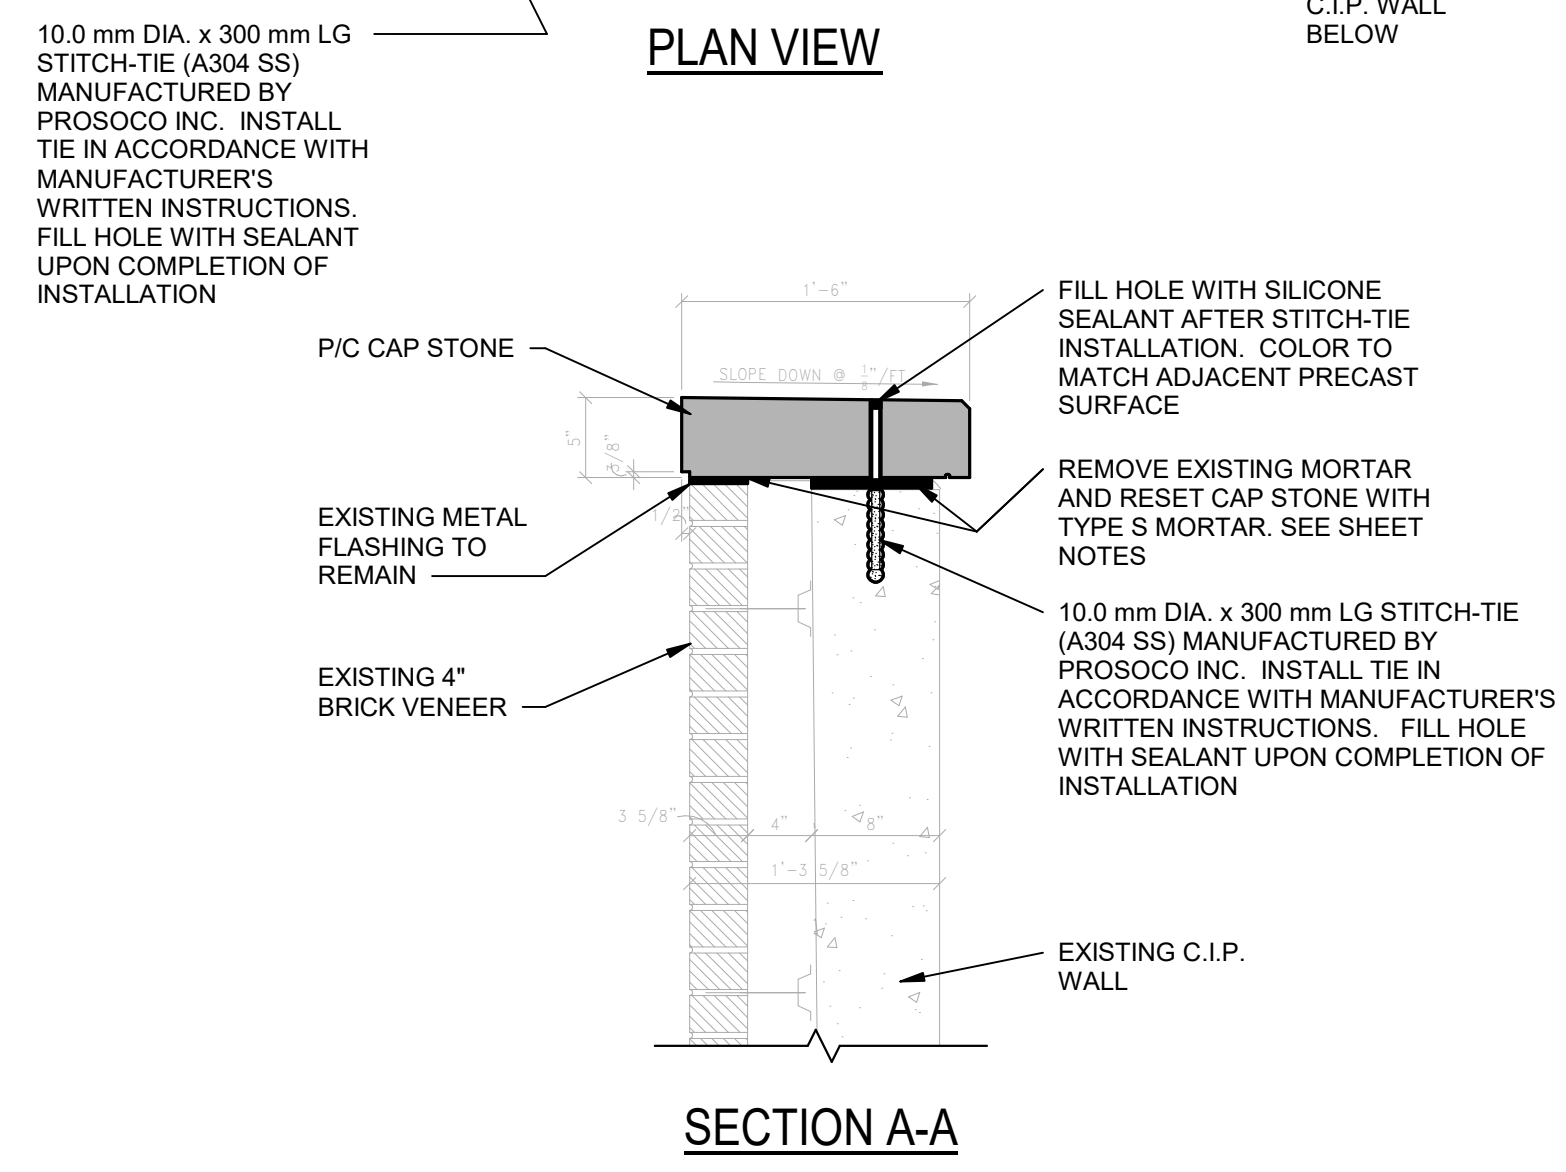 10.0 mm DIA. x 300 mm LG
STITCH-TIE (A304 SS)
MANUFACTURED BY
PROSOCO INC. INSTALL
TIE IN ACCORDANCE WITH
MANUFACTURER'S
WRITTEN INSTRUCTIONS.
FILL HOLE WITH SEALANT
UPON COMPLETION OF
INSTALLATION
PLAN VIEW
C.I.P. WALL
BELOW
1'-6"
SLOPE DOWN @ 1/8"/FT
P/C CAP STONE
5"
3/8"
1/2"
EXISTING METAL
FLASHING TO
REMAIN
EXISTING 4"
BRICK VENEER
FILL HOLE WITH SILICONE
SEALANT AFTER STITCH-TIE
INSTALLATION. COLOR TO
MATCH ADJACENT PRECAST
SURFACE
REMOVE EXISTING MORTAR
AND RESET CAP STONE WITH
TYPE S MORTAR. SEE SHEET
NOTES
10.0 mm DIA. x 300 mm LG STITCH-TIE
(A304 SS) MANUFACTURED BY
PROSOCO INC. INSTALL TIE IN
ACCORDANCE WITH MANUFACTURER'S
WRITTEN INSTRUCTIONS. FILL HOLE
WITH SEALANT UPON COMPLETION OF
INSTALLATION
3 5/8"
4"
8"
1'-3 5/8"
EXISTING C.I.P.
WALL
SECTION A-A